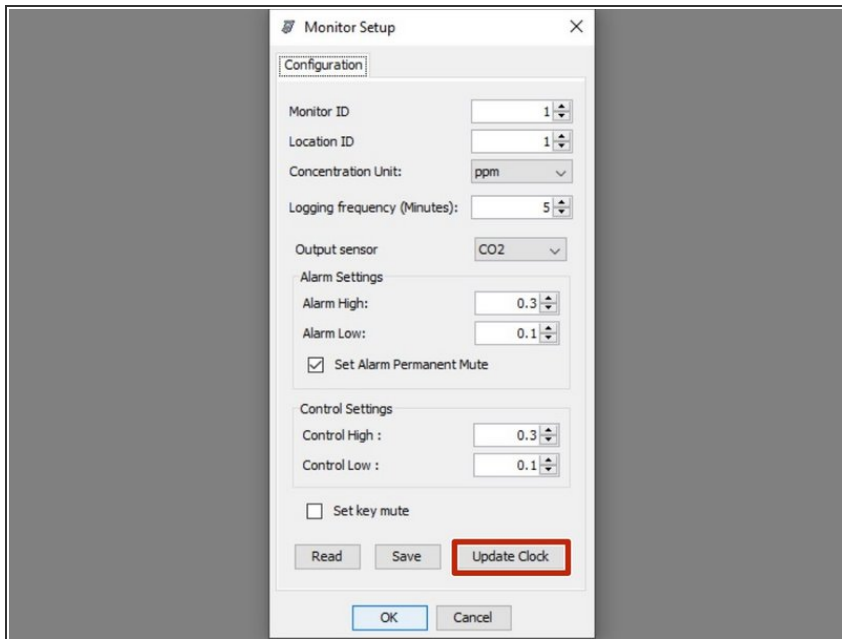 Monitor Setup
Configuration
Monitor ID 1
Location ID 1
Concentration Unit: ppm
Logging frequency (Minutes): 5
Output sensor CO2
Alarm Settings
Alarm High: 0.3
Alarm Low: 0.1
Set Alarm Permanent Mute
Control Settings
Control High : 0.3
Control Low : 0.1
Set key mute
Read Save Update Clock
OK Cancel